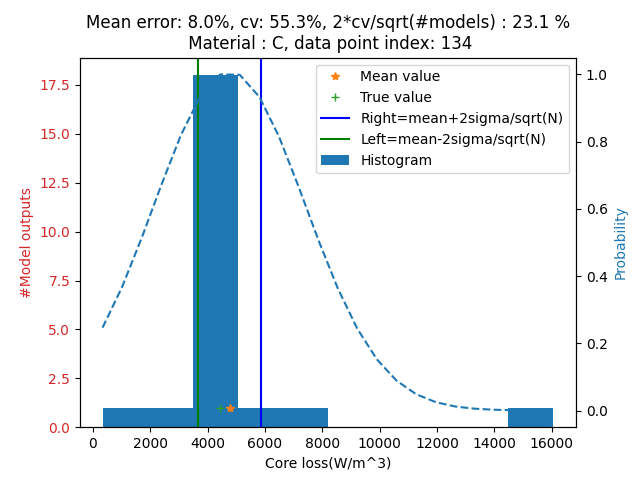 Mean error: 8.0%, cv: 55.3%, 2*cv/sqrt(#models) : 23.1 %
Material : C, data point index: 134
Mean value
True value
Right=mean+2sigma/sqrt(N)
Left=mean-2sigma/sqrt(N)
Histogram
#Model outputs
17.5
15.0
12.5
10.0
7.5
5.0
2.5
0.0
Probability
1.0
0.8
0.6
0.4
0.2
0.0
0 2000 4000 6000 8000 10000 12000 14000 16000
Core loss(W/m^3)